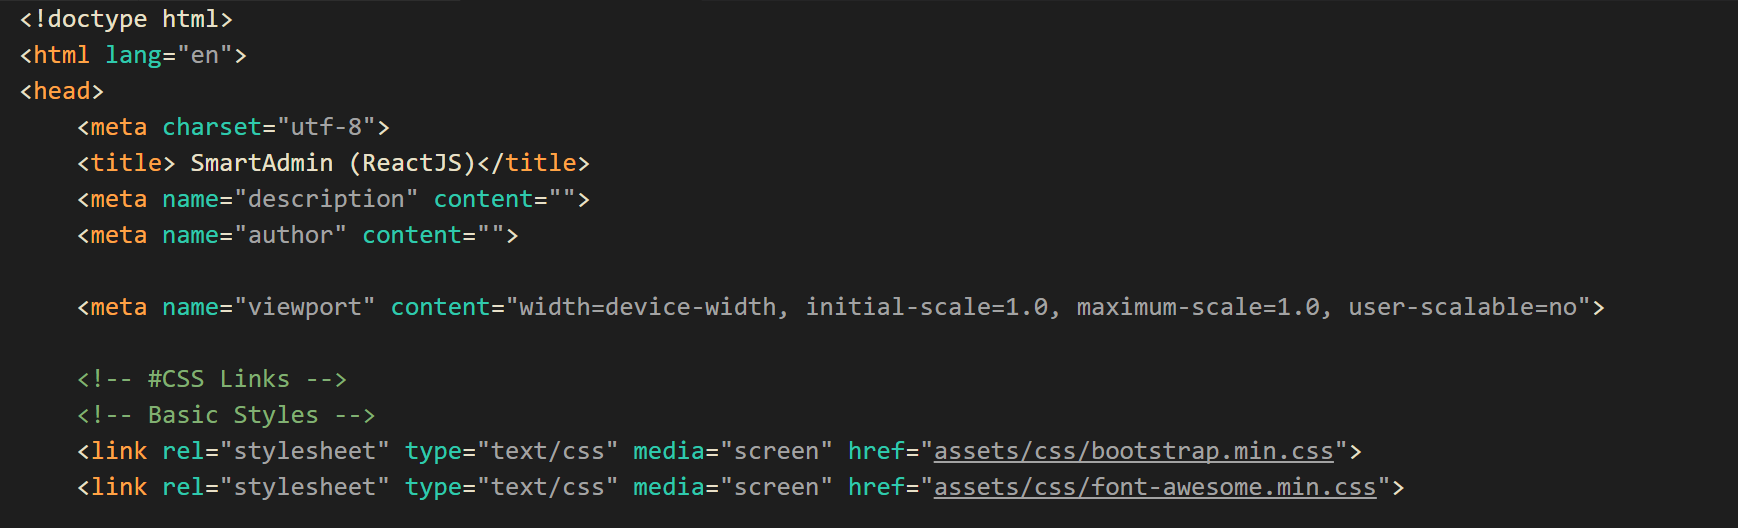 <!doctype html>
<html lang="en">
<head>
<meta charset="utf-8">
<title> SmartAdmin (ReactJS)</title>
<meta name="description" content="">
<meta name="author" content="">
<meta name="viewport" content="width=device-width, initial-scale=1.0, maximum-scale=1.0, user-scalable=no">
<!-- #CSS Links -->
<!-- Basic Styles -->
<link rel="stylesheet" type="text/css" media="screen" href="assets/css/bootstrap.min.css">
<link rel="stylesheet" type="text/css" media="screen" href="assets/css/font-awesome.min.css">